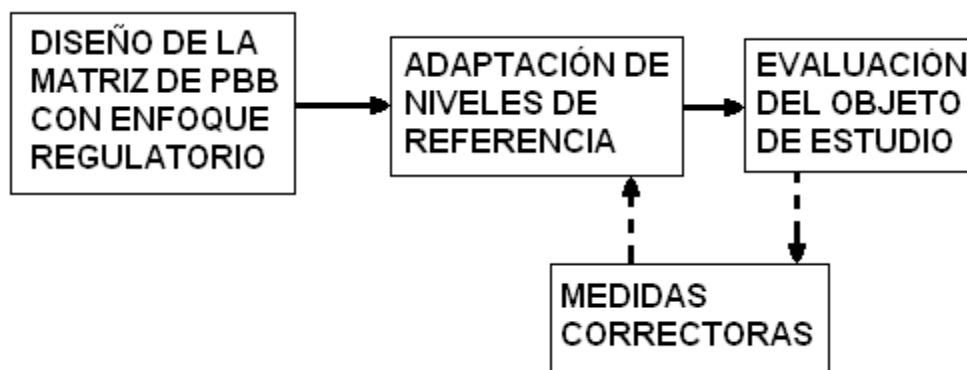 DISEÑO DE LA
MATRIZ DE PBB
CON ENFOQUE
REGULATORIO
ADAPTACIÓN DE
NIVELES DE
REFERENCIA
EVALUACIÓN
DEL OBJETO
DE ESTUDIO
MEDIDAS
CORRECTORAS